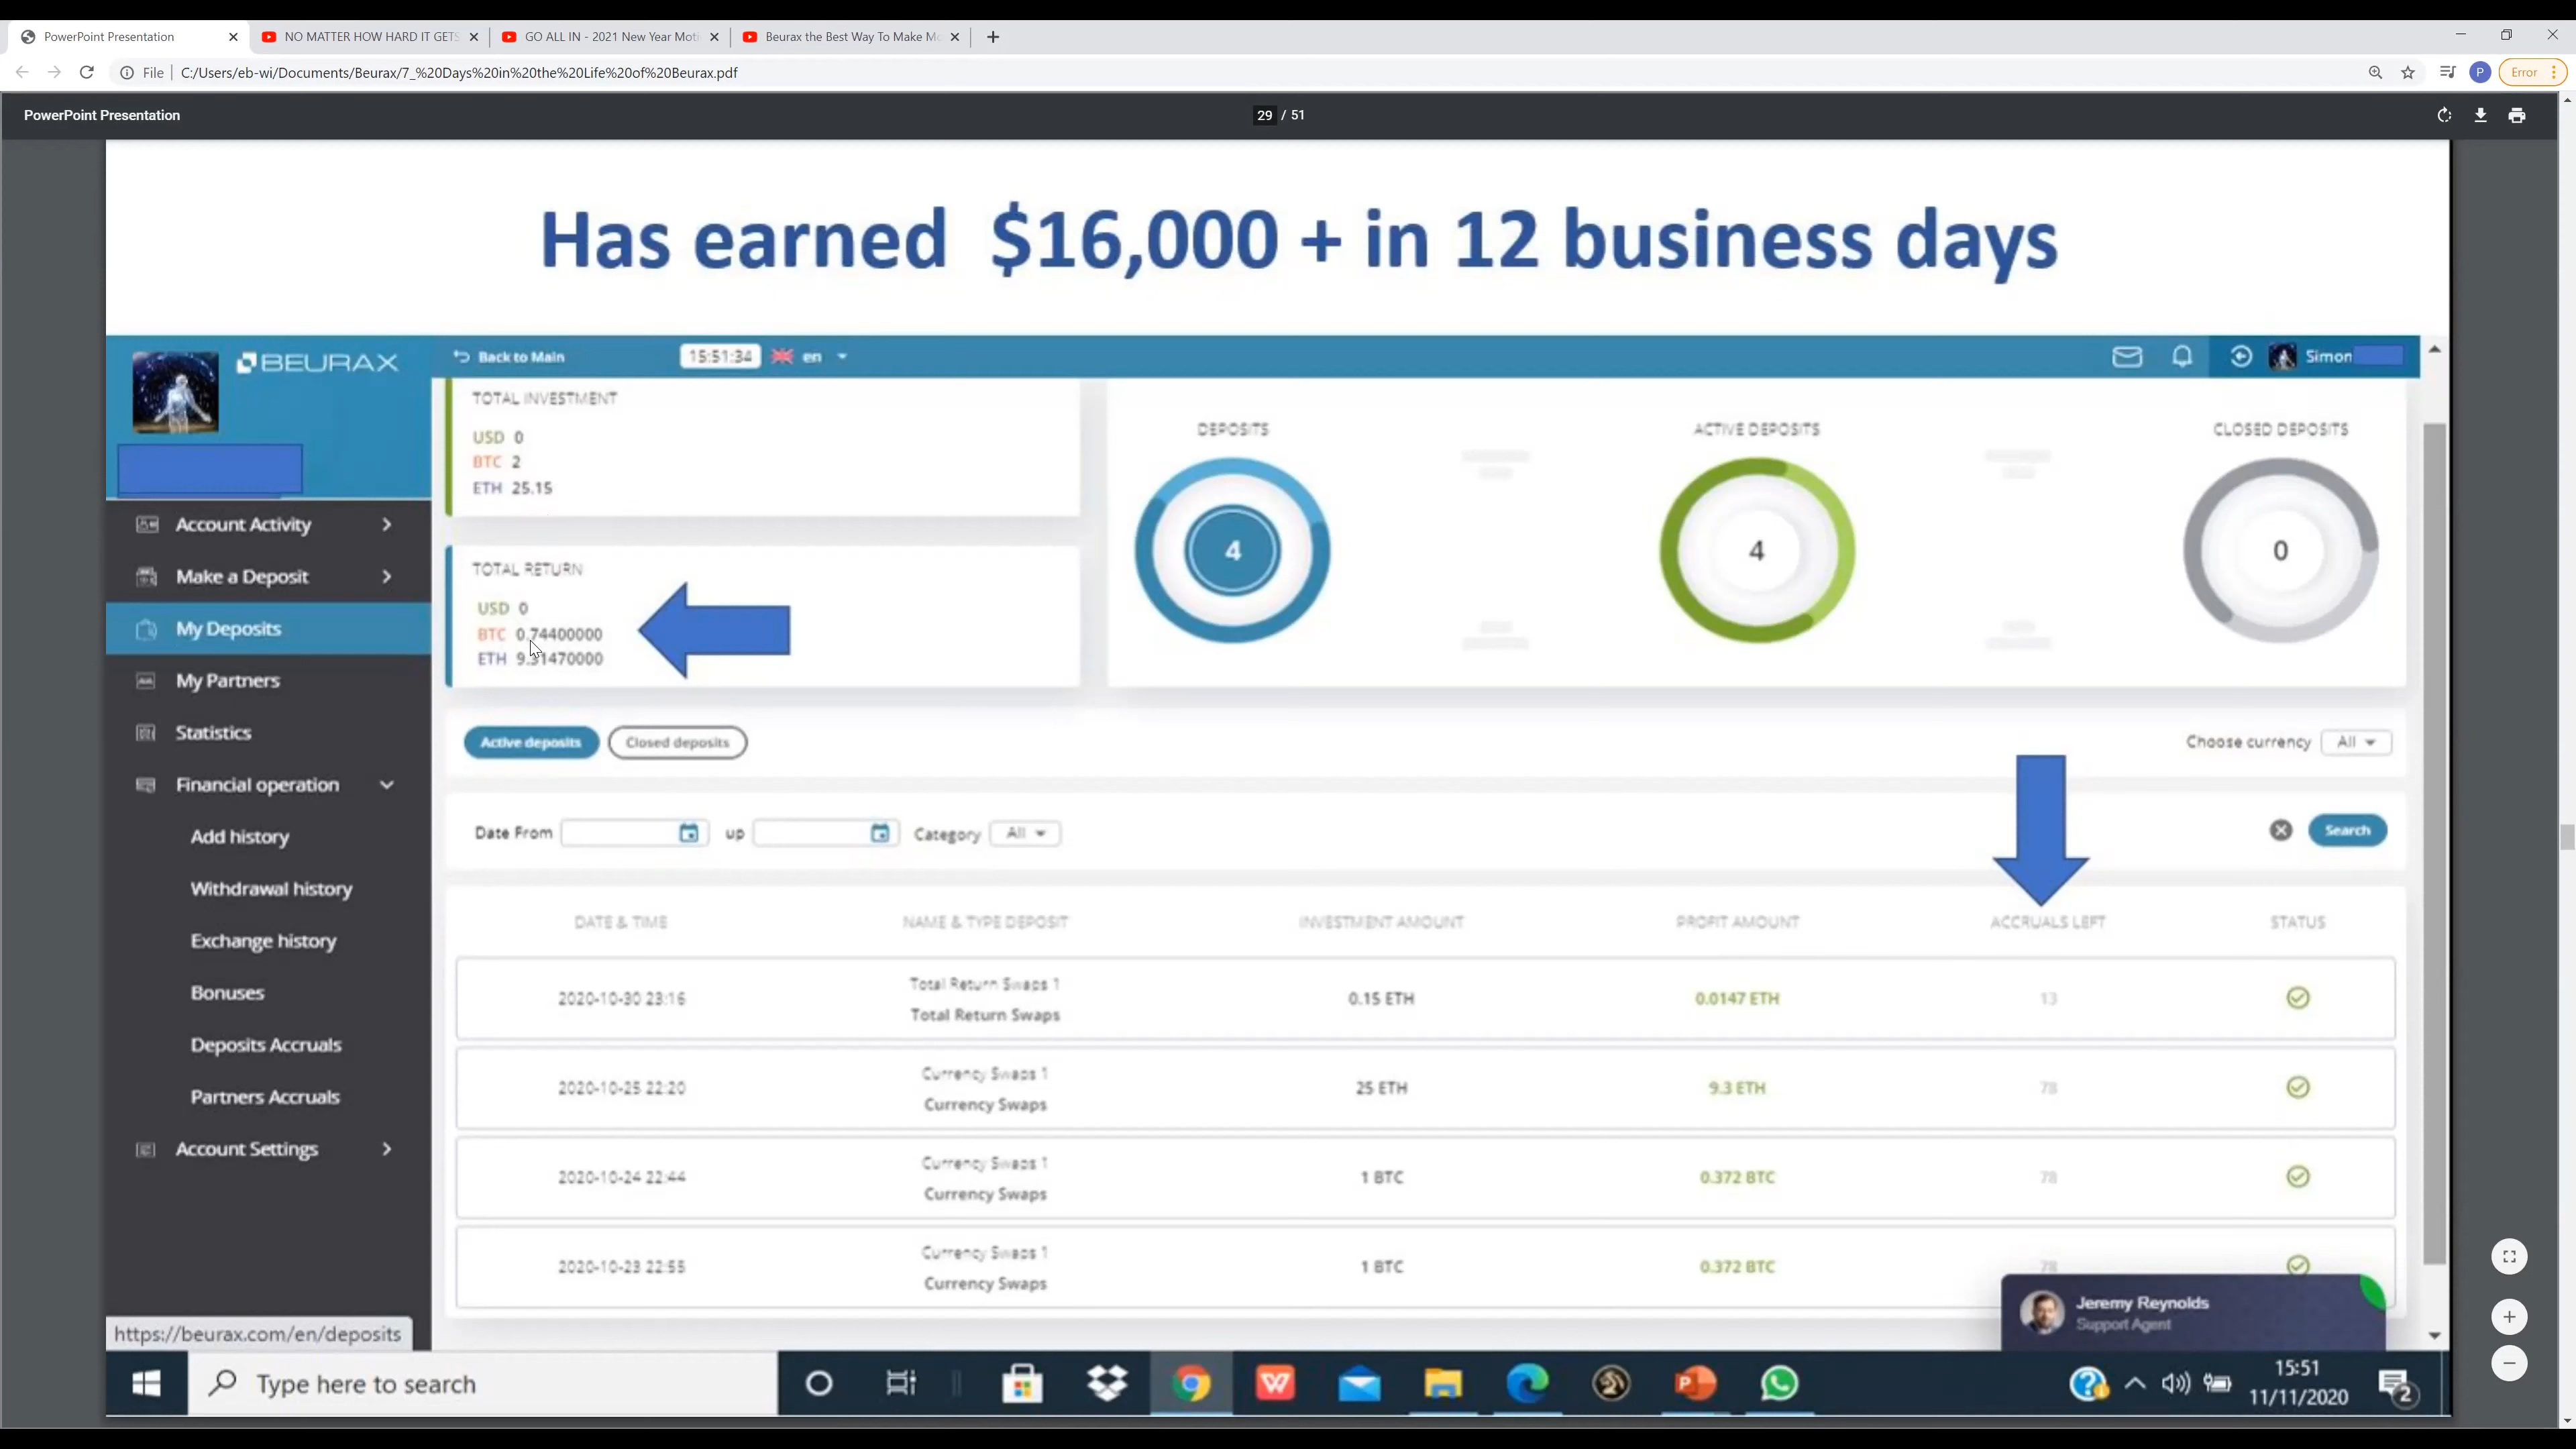 PowerPoint Presentation
NO MATTER HOW HARD IT GETS
GO ALL IN - 2021 New Year Moti
Beurax the Best Way To Make Mo
File
C:/Users/eb-wi/Documents/Beurax/7_%20Days%20in%20the%20Life%20of%20Beurax.pdf
P
Error
PowerPoint Presentation
29 / 51
Has earned $16,000 + in 12 business days
BEURAX
Back to Main
15:51:34
en
Simon
Account Activity
Make a Deposit
My Deposits
My Partners
Statistics
Financial operation
Add history
Withdrawal history
Exchange history
Bonuses
Deposits Accruals
Partners Accruals
Account Settings
TOTAL INVESTMENT
USD 0
BTC 2
ETH 25.15
TOTAL RETURN
USD 0
BTC 0.74400000
ETH 9.31470000
DEPOSITS
4
ACTIVE DEPOSITS
4
CLOSED DEPOSITS
0
Active deposits
Closed deposits
Choose currency All
Date From
up
Category All
Search
DATE & TIME NAME & TYPE DEPOSIT INVESTMENT AMOUNT PROFIT AMOUNT ACCRUALS LEFT STATUS
Total Return Swaps 1
2020-10-30 23:16 0.15 ETH 0.0147 ETH 13
Total Return Swaps
Currency Swaps 1
2020-10-25 22:20 25 ETH 9.3 ETH 78
Currency Swaps
Currency Swaps 1
2020-10-24 22:44 1 BTC 0.372 BTC 78
Currency Swaps
Currency Swaps 1
2020-10-23 22:55 1 BTC 0.372 BTC 78
Currency Swaps
Jeremy Reynolds
Support Agent
https://beurax.com/en/deposits
Type here to search
15:51
11/11/2020
2